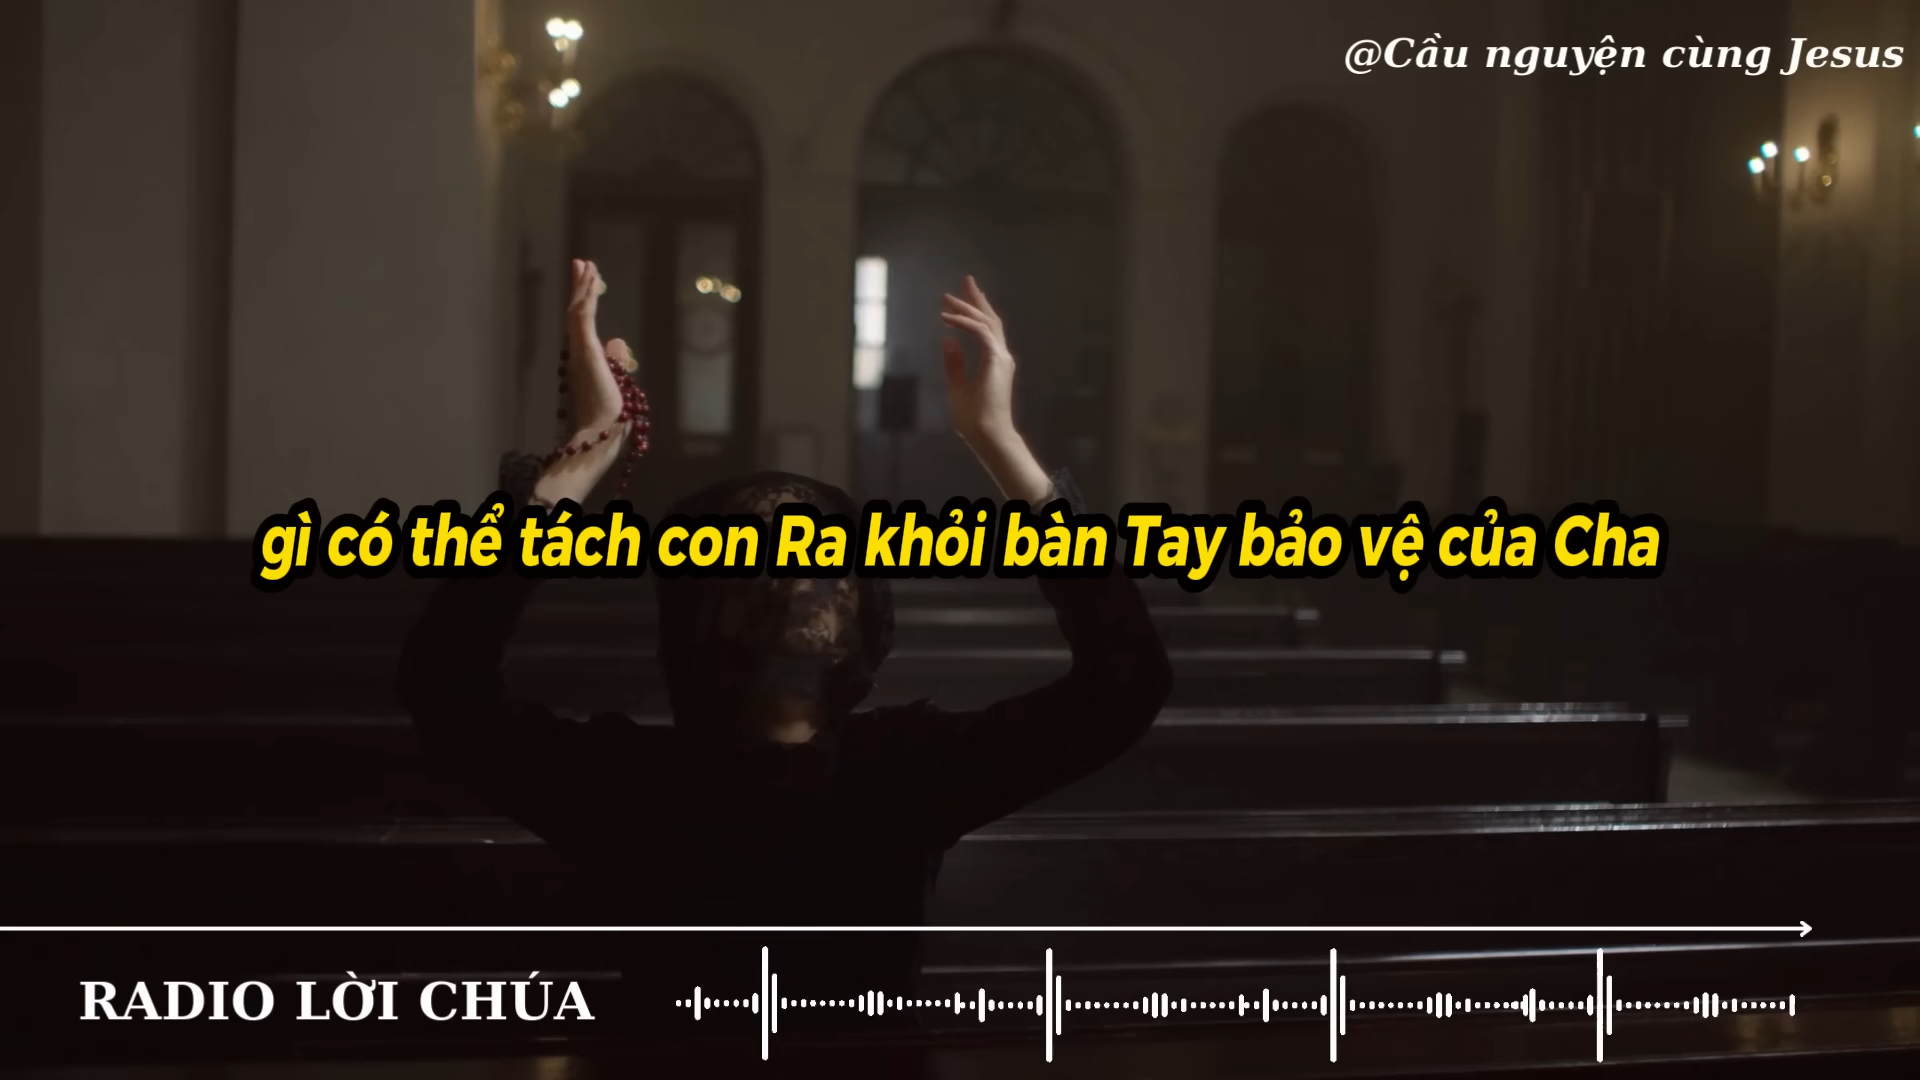 @Cầu nguyện cùng Jesus
gì có thể tách con Ra khỏi bàn Tay bảo vệ của Cha
RADIO LỜI CHÚA